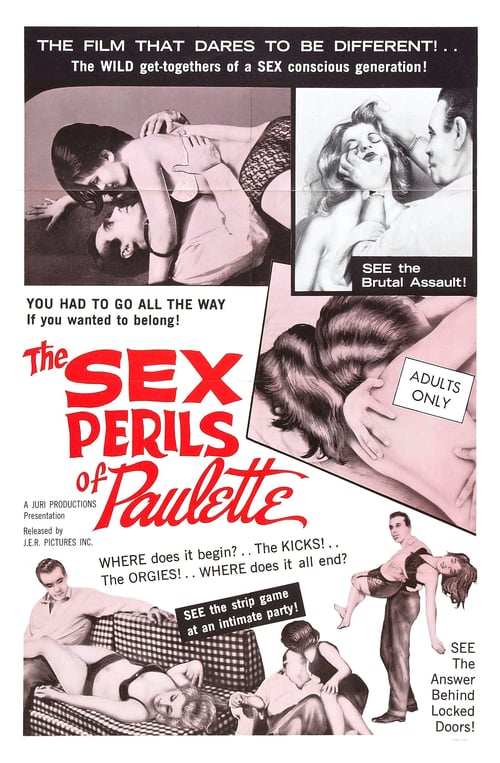 THE FILM THAT DARES TO BE DIFFERENT!..
The WILD get-togethers of a SEX conscious generation!
SEE the
Brutal Assault!
YOU HAD TO GO ALL THE WAY
If you wanted to belong!
ADULTS
ONLY
The SEX
PERILS
of Paulette
A JURI PRODUCTIONS
Presentation
Released by
J.E.R. PICTURES INC.
WHERE does it begin?.. The KICKS!..
The ORGIES!.. WHERE does it all end?
SEE the strip game
at an intimate party!
SEE
The
Answer
Behind
Locked
Doors!